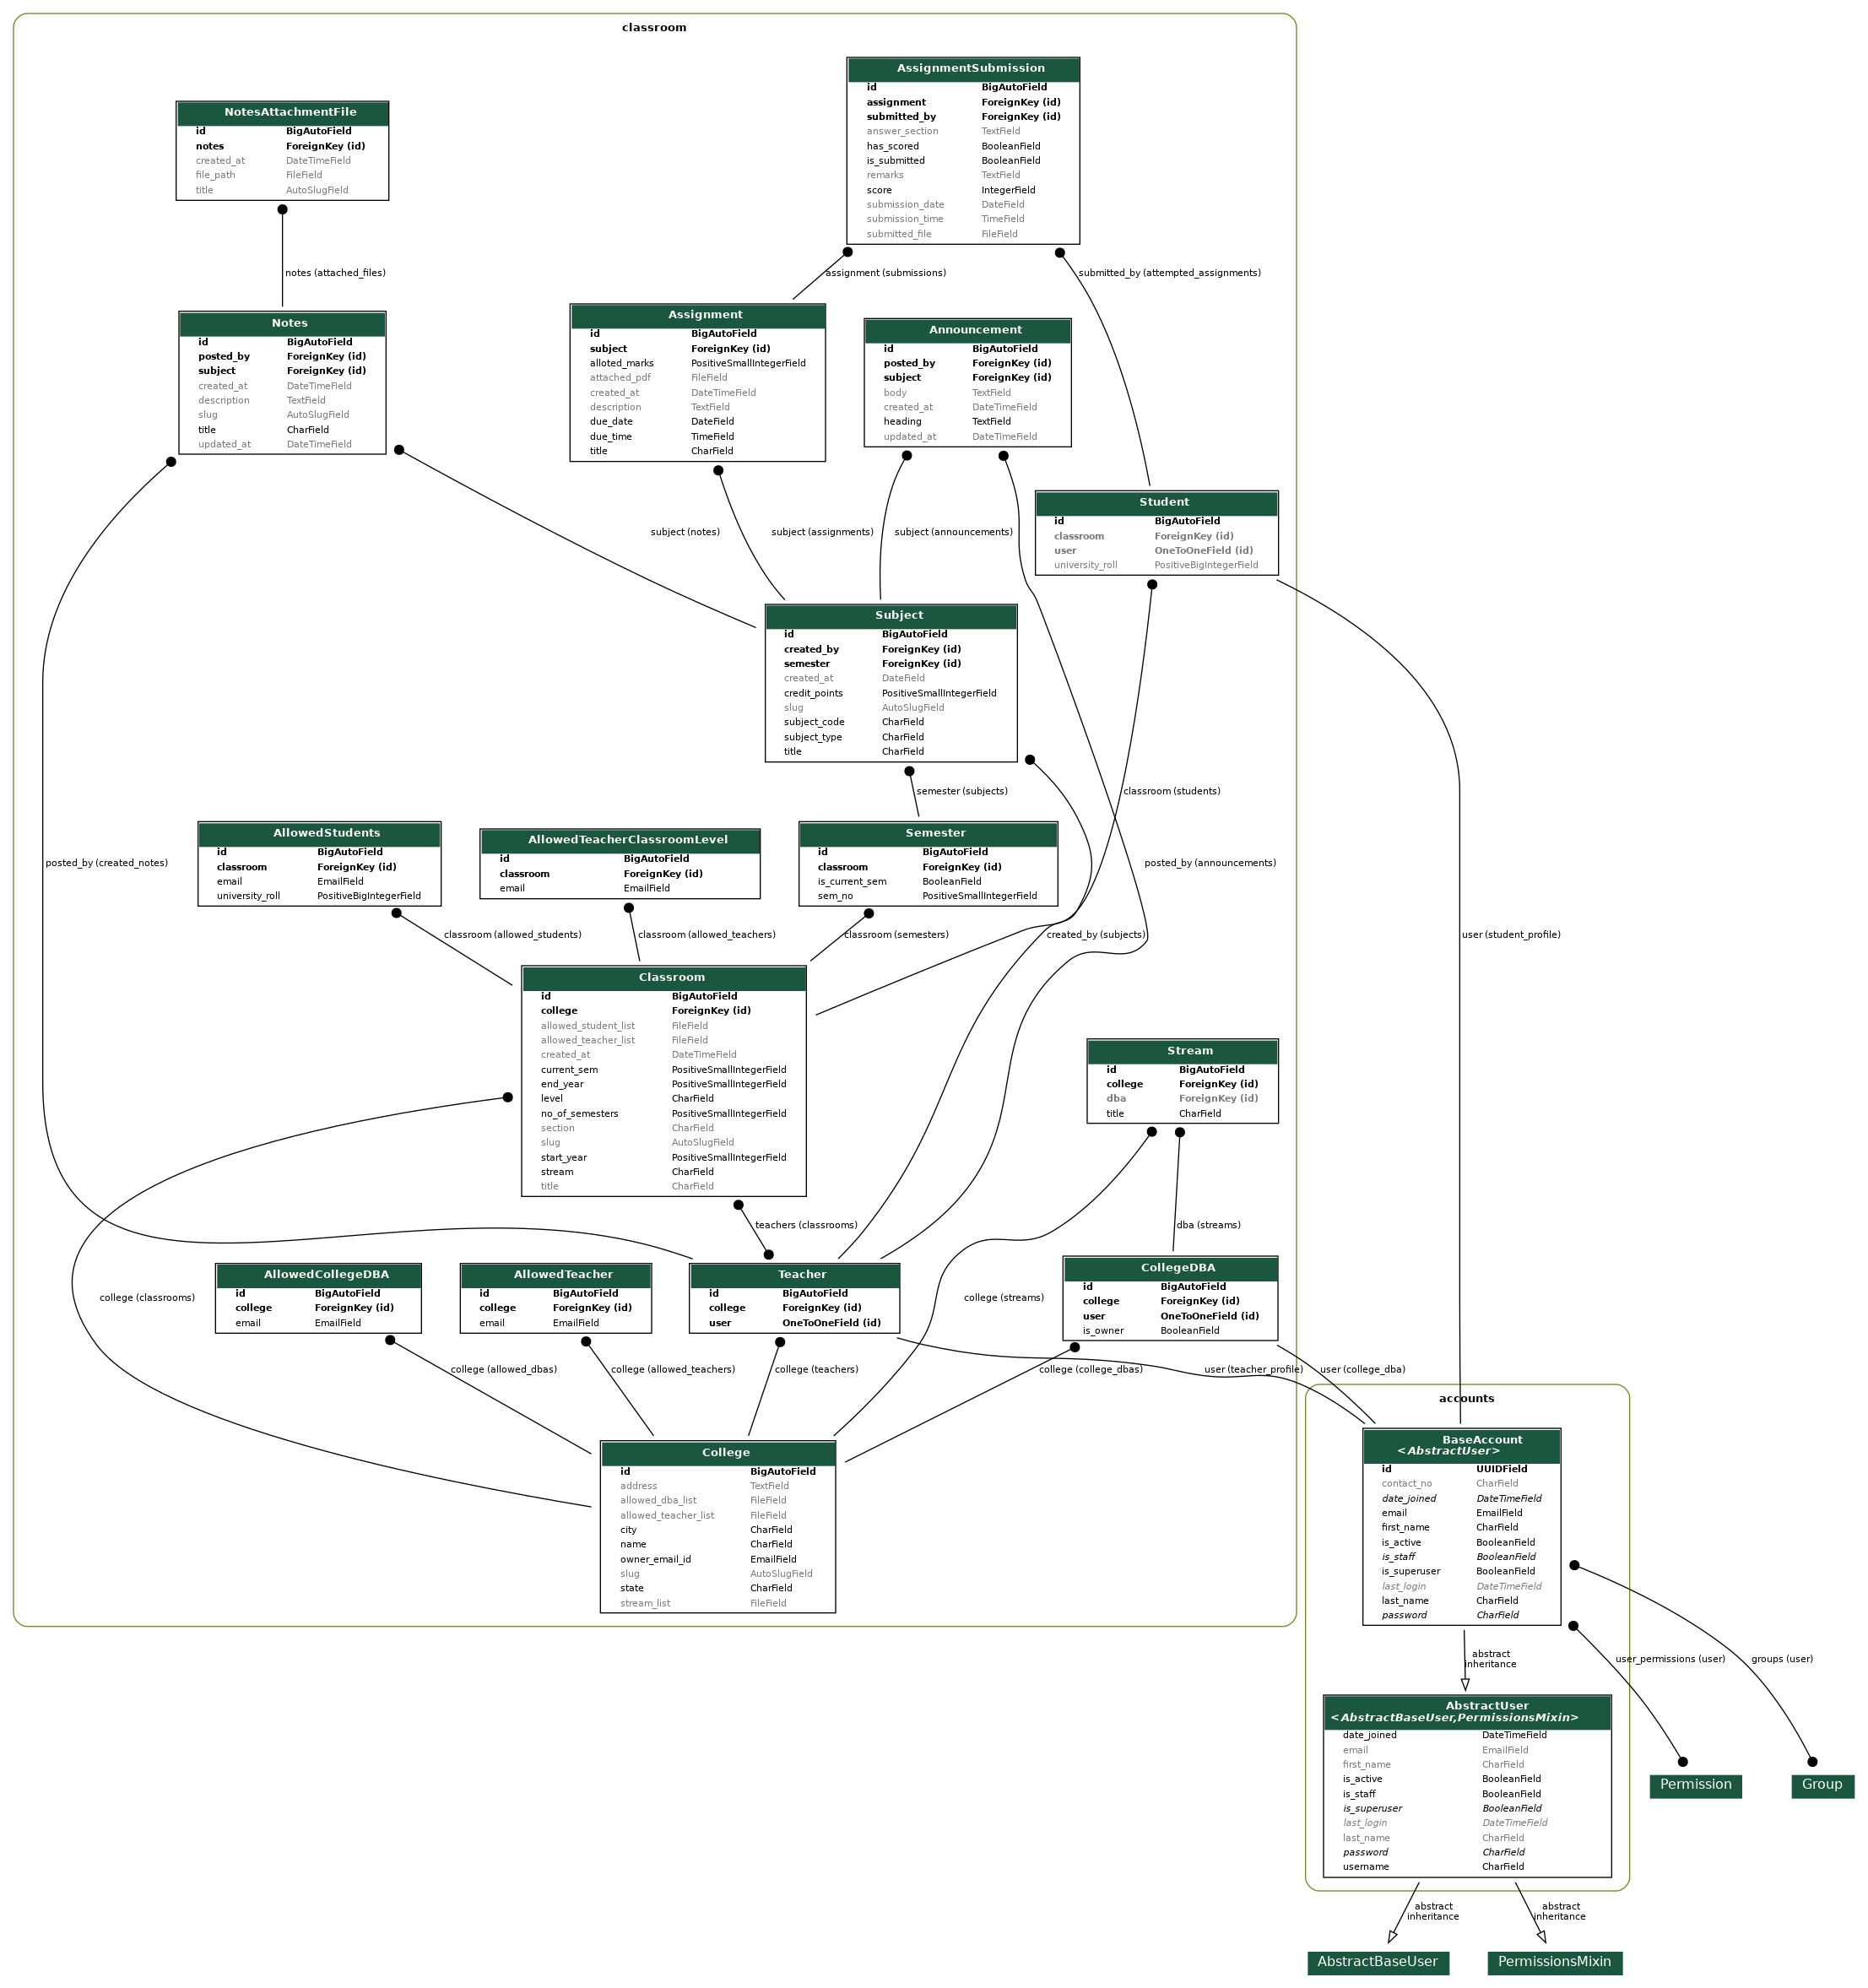 classroom
AssignmentSubmission
id BigAutoField
assignment ForeignKey (id)
submitted_by ForeignKey (id)
answer_section TextField
has_scored BooleanField
is_submitted BooleanField
remarks TextField
score IntegerField
submission_date DateField
submission_time TimeField
submitted_file FileField
NotesAttachmentFile
id BigAutoField
notes ForeignKey (id)
created_at DateTimeField
file_path FileField
title AutoSlugField
notes (attached_files)
assignment (submissions)
submitted_by (attempted_assignments)
Notes
id BigAutoField
posted_by ForeignKey (id)
subject ForeignKey (id)
created_at DateTimeField
description TextField
slug AutoSlugField
title CharField
updated_at DateTimeField
Assignment
id BigAutoField
subject ForeignKey (id)
alloted_marks PositiveSmallIntegerField
attached_pdf FileField
created_at DateTimeField
description TextField
due_date DateField
due_time TimeField
title CharField
Announcement
id BigAutoField
posted_by ForeignKey (id)
subject ForeignKey (id)
body TextField
created_at DateTimeField
heading TextField
updated_at DateTimeField
Student
id BigAutoField
classroom ForeignKey (id)
user OneToOneField (id)
university_roll PositiveBigIntegerField
subject (notes)
subject (assignments)
subject (announcements)
Subject
id BigAutoField
created_by ForeignKey (id)
semester ForeignKey (id)
created_at DateField
credit_points PositiveSmallIntegerField
slug AutoSlugField
subject_code CharField
subject_type CharField
title CharField
semester (subjects)
classroom (students)
posted_by (created_notes)
posted_by (announcements)
AllowedStudents
id BigAutoField
classroom ForeignKey (id)
email EmailField
university_roll PositiveBigIntegerField
AllowedTeacherClassroomLevel
id BigAutoField
classroom ForeignKey (id)
email EmailField
Semester
id BigAutoField
classroom ForeignKey (id)
is_current_sem BooleanField
sem_no PositiveSmallIntegerField
classroom (allowed_students)
classroom (allowed_teachers)
classroom (semesters)
created_by (subjects)
user (student_profile)
Classroom
id BigAutoField
college ForeignKey (id)
allowed_student_list FileField
allowed_teacher_list FileField
created_at DateTimeField
current_sem PositiveSmallIntegerField
end_year PositiveSmallIntegerField
level CharField
no_of_semesters PositiveSmallIntegerField
section CharField
slug AutoSlugField
start_year PositiveSmallIntegerField
stream CharField
title CharField
Stream
id BigAutoField
college ForeignKey (id)
dba ForeignKey (id)
title CharField
teachers (classrooms)
dba (streams)
college (classrooms)
AllowedCollegeDBA
id BigAutoField
college ForeignKey (id)
email EmailField
AllowedTeacher
id BigAutoField
college ForeignKey (id)
email EmailField
Teacher
id BigAutoField
college ForeignKey (id)
user OneToOneField (id)
college (streams)
CollegeDBA
id BigAutoField
college ForeignKey (id)
user OneToOneField (id)
is_owner BooleanField
college (allowed_dbas)
college (allowed_teachers)
college (teachers)
college (college_dbas)
user (teacher_profile)
user (college_dba)
College
id BigAutoField
address TextField
allowed_dba_list FileField
allowed_teacher_list FileField
city CharField
name CharField
owner_email_id EmailField
slug AutoSlugField
state CharField
stream_list FileField
accounts
BaseAccount
<AbstractUser>
id UUIDField
contact_no CharField
date_joined DateTimeField
email EmailField
first_name CharField
is_active BooleanField
is_staff BooleanField
is_superuser BooleanField
last_login DateTimeField
last_name CharField
password CharField
abstract
inheritance
user_permissions (user)
groups (user)
AbstractUser
<AbstractBaseUser,PermissionsMixin>
date_joined DateTimeField
email EmailField
first_name CharField
is_active BooleanField
is_staff BooleanField
is_superuser BooleanField
last_login DateTimeField
last_name CharField
password CharField
username CharField
Permission
Group
abstract
inheritance
abstract
inheritance
AbstractBaseUser
PermissionsMixin